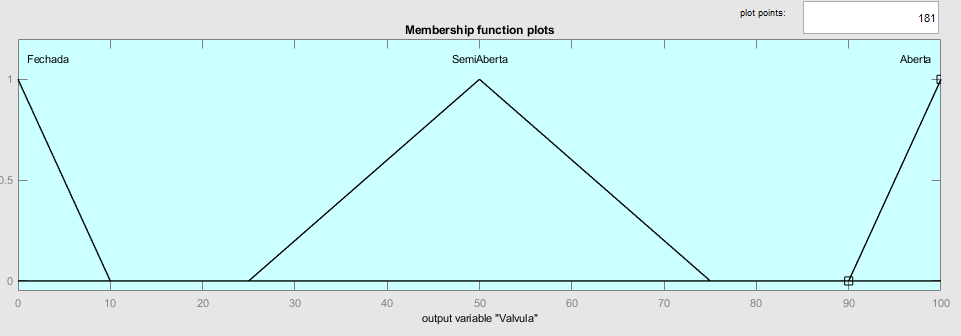 plot points:
181
Membership function plots
Fechada SemiAberta Aberta
1
0.5
0
0 10 20 30 40 50 60 70 80 90 100
output variable "Valvula"